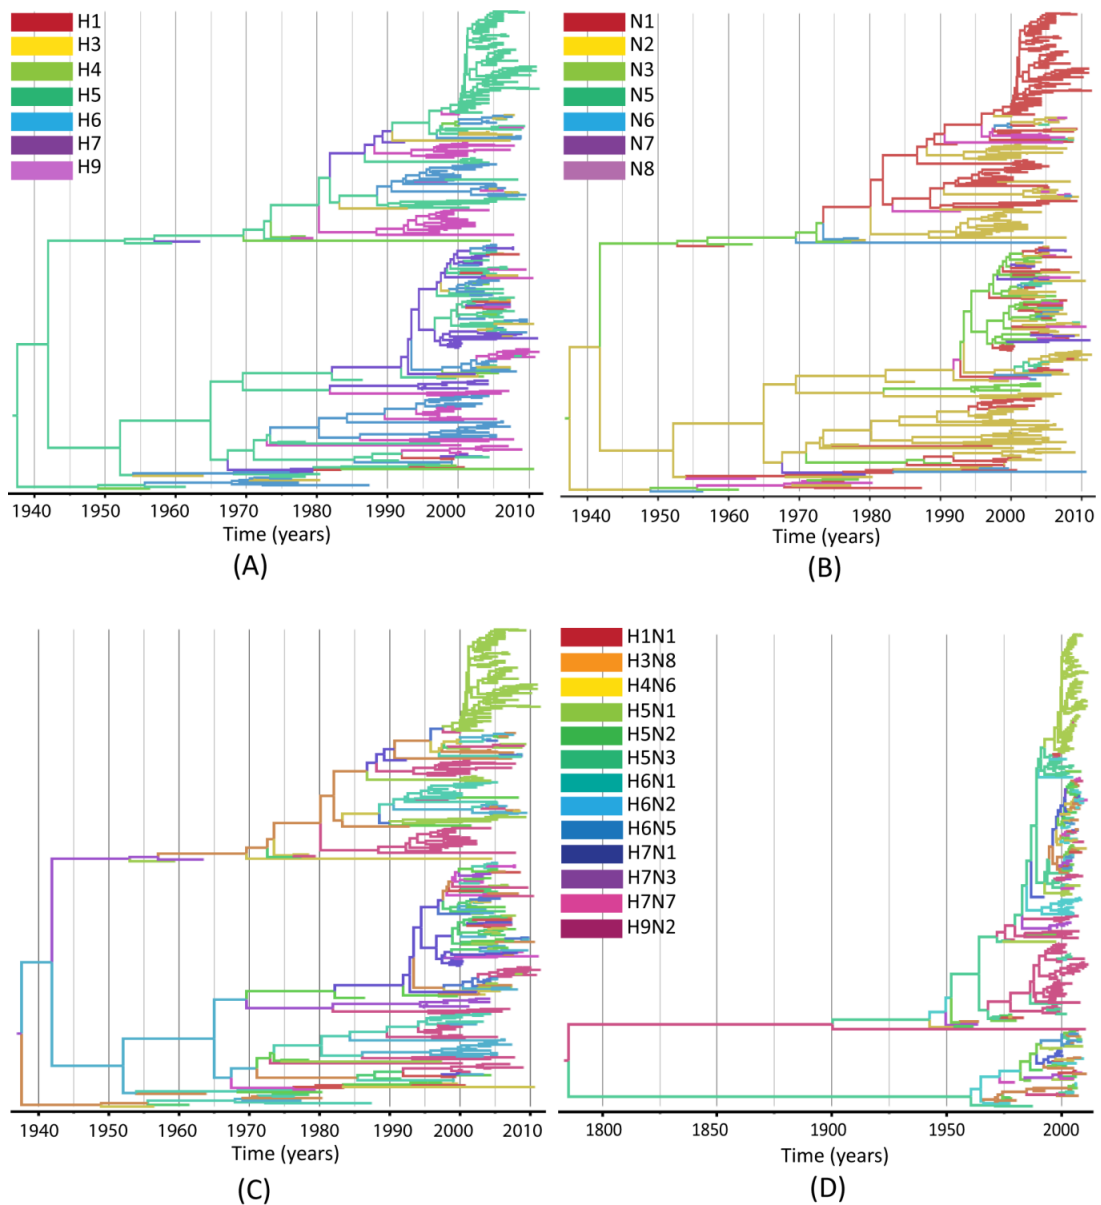 H1
H3
H4
H5
H6
H7
H9
1940 1950 1960 1970 1980 1990 2000 2010
Time (years)
(A)
N1
N2
N3
N5
N6
N7
N8
1940 1950 1960 1970 1980 1990 2000 2010
Time (years)
(B)
1940 1950 1960 1970 1980 1990 2000 2010
Time (years)
(C)
H1N1
H3N8
H4N6
H5N1
H5N2
H5N3
H6N1
H6N2
H6N5
H7N1
H7N3
H7N7
H9N2
1800 1850 1900 1950 2000
Time (years)
(D)